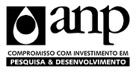 anp
COMPROMISSO COM INVESTIMENTO EM
PESQUISA & DESENVOLVIMENTO